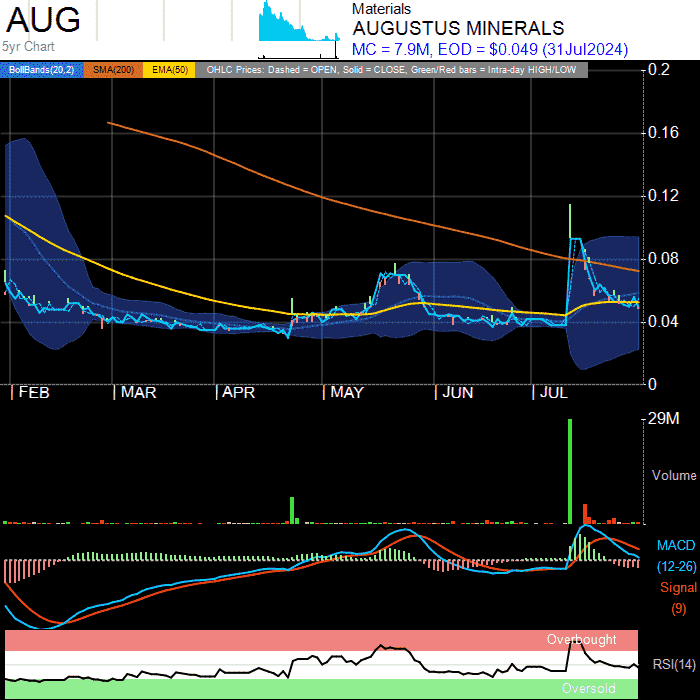 AUG
5yr Chart
Materials
AUGUSTUS MINERALS
MC = 7.9M, EOD = $0.049 (31Jul2024)
BollBands(20,2) SMA(200) EMA(50) OHLC Prices: Dashed = OPEN, Solid = CLOSE, Green/Red bars = Intra-day HIGH/LOW
0.2
0.16
0.12
0.08
0.04
0
FEB MAR APR MAY JUN JUL
29M
Volume
MACD
(12-26)
Signal
(9)
Overbought
RSI(14)
Oversold